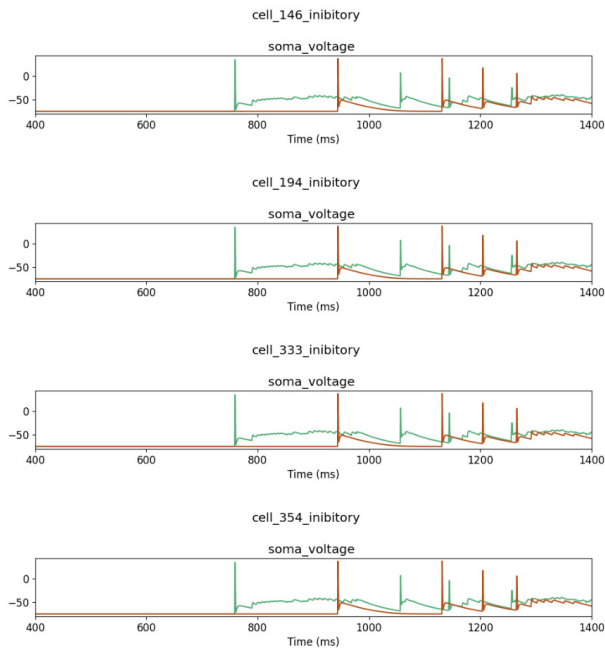 cell_146_inibitory
soma_voltage
0
−50
400 600 800 1000 1200 1400
Time (ms)
cell_194_inibitory
soma_voltage
0
−50
400 600 800 1000 1200 1400
Time (ms)
cell_333_inibitory
soma_voltage
0
−50
400 600 800 1000 1200 1400
Time (ms)
cell_354_inibitory
soma_voltage
0
−50
400 600 800 1000 1200 1400
Time (ms)